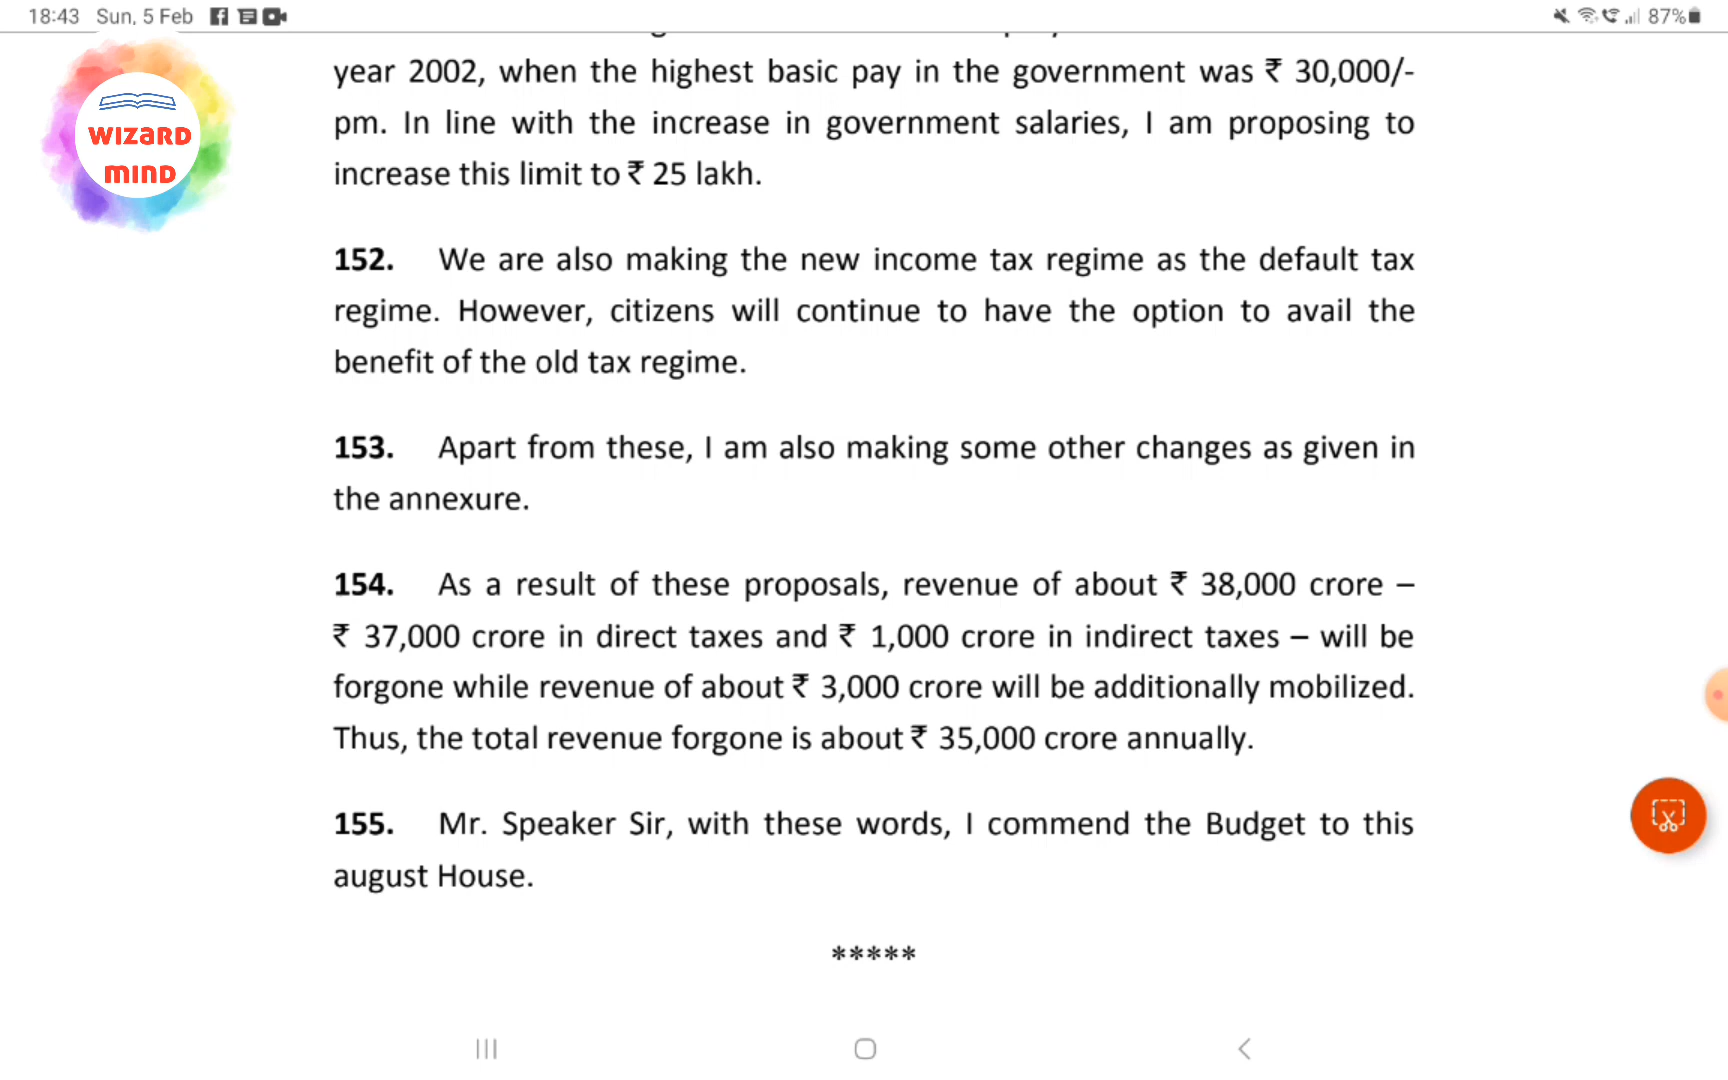 18:43 Sun, 5 Feb
87%
WIZARD
MIND
year 2002, when the highest basic pay in the government was ₹ 30,000/-
pm. In line with the increase in government salaries, I am proposing to
increase this limit to ₹ 25 lakh.
152. We are also making the new income tax regime as the default tax
regime. However, citizens will continue to have the option to avail the
benefit of the old tax regime.
153. Apart from these, I am also making some other changes as given in
the annexure.
154. As a result of these proposals, revenue of about ₹ 38,000 crore –
₹ 37,000 crore in direct taxes and ₹ 1,000 crore in indirect taxes – will be
forgone while revenue of about ₹ 3,000 crore will be additionally mobilized.
Thus, the total revenue forgone is about ₹ 35,000 crore annually.
155. Mr. Speaker Sir, with these words, I commend the Budget to this
august House.
*****